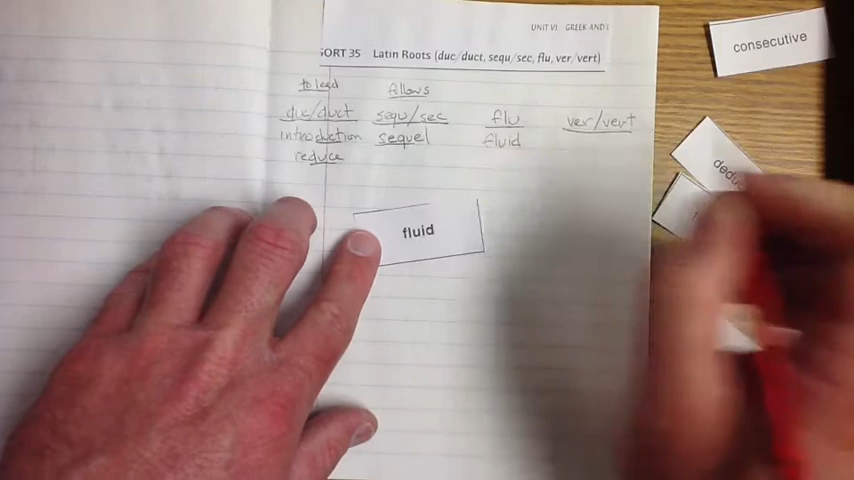 UNIT VI GREEK AND
SORT 35 Latin Roots (duc/duct, sequ/sec, flu, ver/vert)
to lead follows
duc/duct sequ/sec flu ver/vert
introduction sequel fluid
reduce
fluid
consecutive